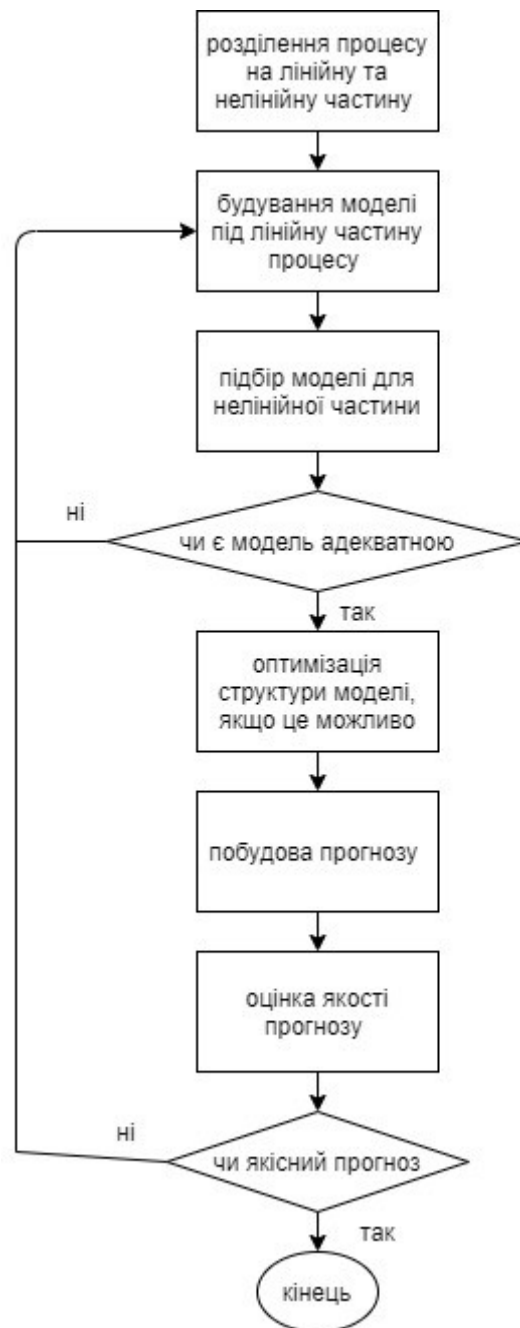 розділення процесу
на лінійну та
нелінійну частину
будування моделі
під лінійну частину
процесу
підбір моделі для
нелінійної частини
ні
чи є модель адекватною
так
оптимізація
структури моделі,
якщо це можливо
побудова прогнозу
оцінка якості
прогнозу
ні
чи якісний прогноз
так
кінець